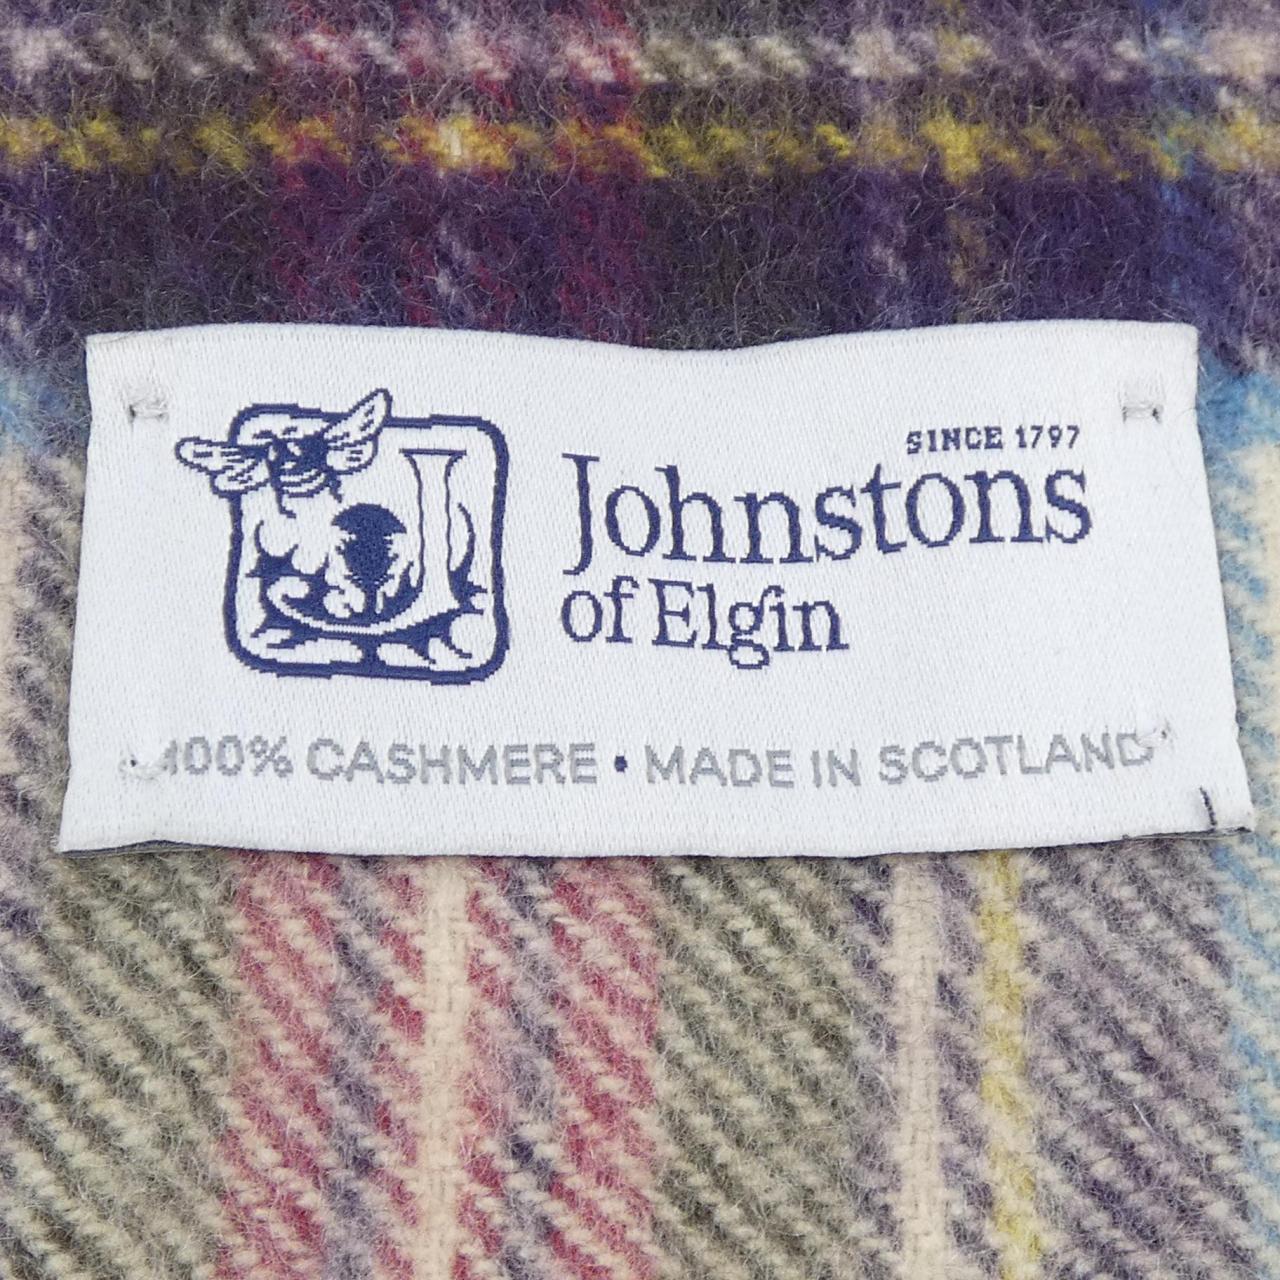 SINCE 1797
Johnstons
of Elgin
100% CASHMERE • MADE IN SCOTLAND